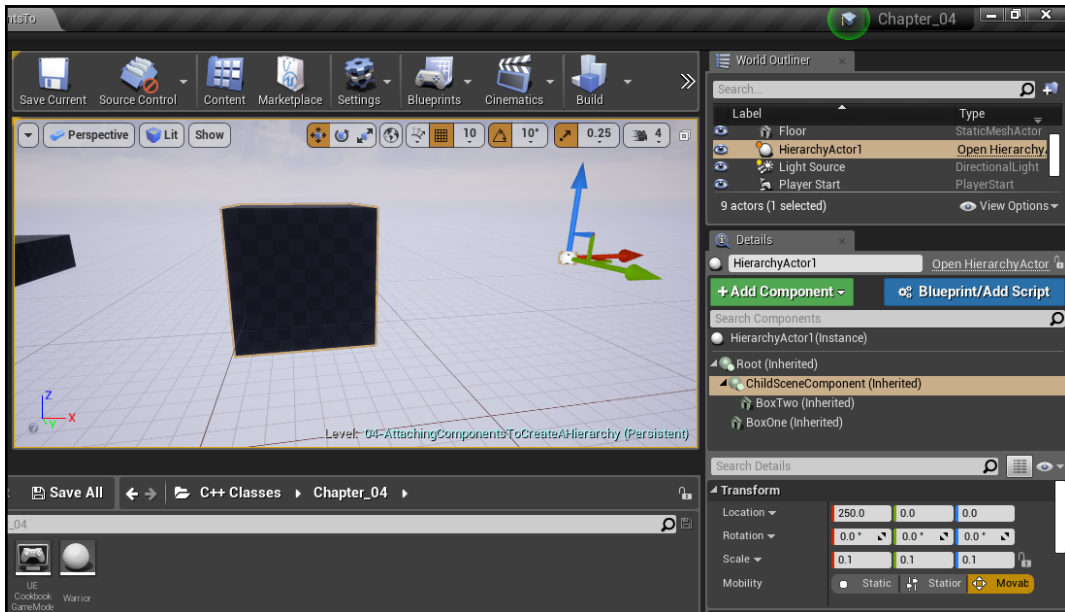 ntsTo
Chapter_04
Save Current Source Control Content Marketplace Settings Blueprints Cinematics Build
Perspective Lit Show 10 10° 0.25 4
Level: 04-AttachingComponentsToCreateAHierarchy (Persistent)
Z
X
Y
Save All C++ Classes Chapter_04
_04
UE
Cookbook
GameMode
Warrior
World Outliner
Search...
Label Type
Floor StaticMeshActor
HierarchyActor1 Open HierarchyA
Light Source DirectionalLight
Player Start PlayerStart
9 actors (1 selected) View Options
Details
HierarchyActor1 Open HierarchyActor
+Add Component Blueprint/Add Script
Search Components
HierarchyActor1(Instance)
Root (Inherited)
ChildSceneComponent (Inherited)
BoxTwo (Inherited)
BoxOne (Inherited)
Search Details
Transform
Location 250.0 0.0 0.0
Rotation 0.0° 0.0° 0.0°
Scale 0.1 0.1 0.1
Mobility Static Station Movab